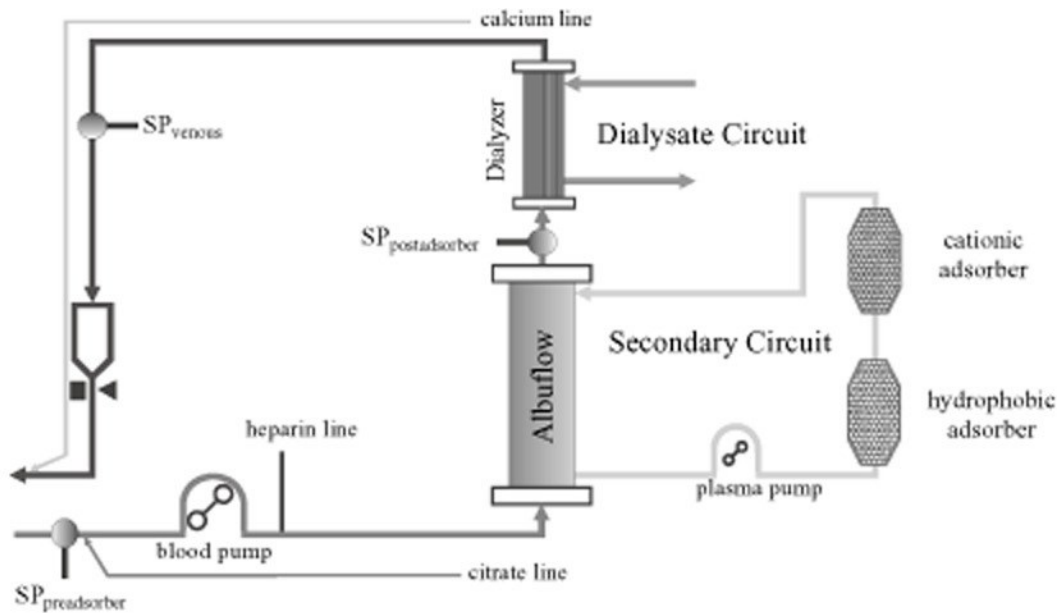 calcium line
SPvenous
Dialyzer
Dialysate Circuit
SPpostadsorber
cationic
adsorber
Secondary Circuit
Albuflow
hydrophobic
adsorber
heparin line
plasma pump
blood pump
citrate line
SPpreadsorber